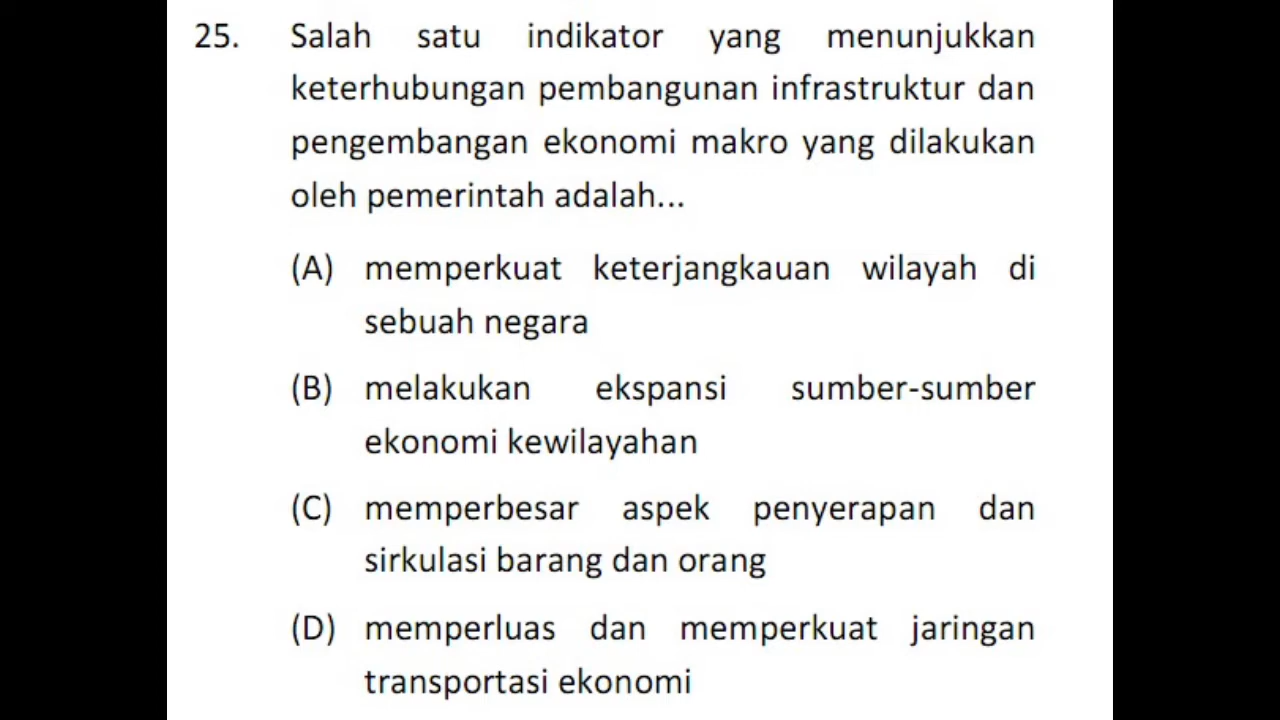 25. Salah satu indikator yang menunjukkan
keterhubungan pembangunan infrastruktur dan
pengembangan ekonomi makro yang dilakukan
oleh pemerintah adalah...
(A) memperkuat keterjangkauan wilayah di
sebuah negara
(B) melakukan ekspansi sumber-sumber
ekonomi kewilayahan
(C) memperbesar aspek penyerapan dan
sirkulasi barang dan orang
(D) memperluas dan memperkuat jaringan
transportasi ekonomi